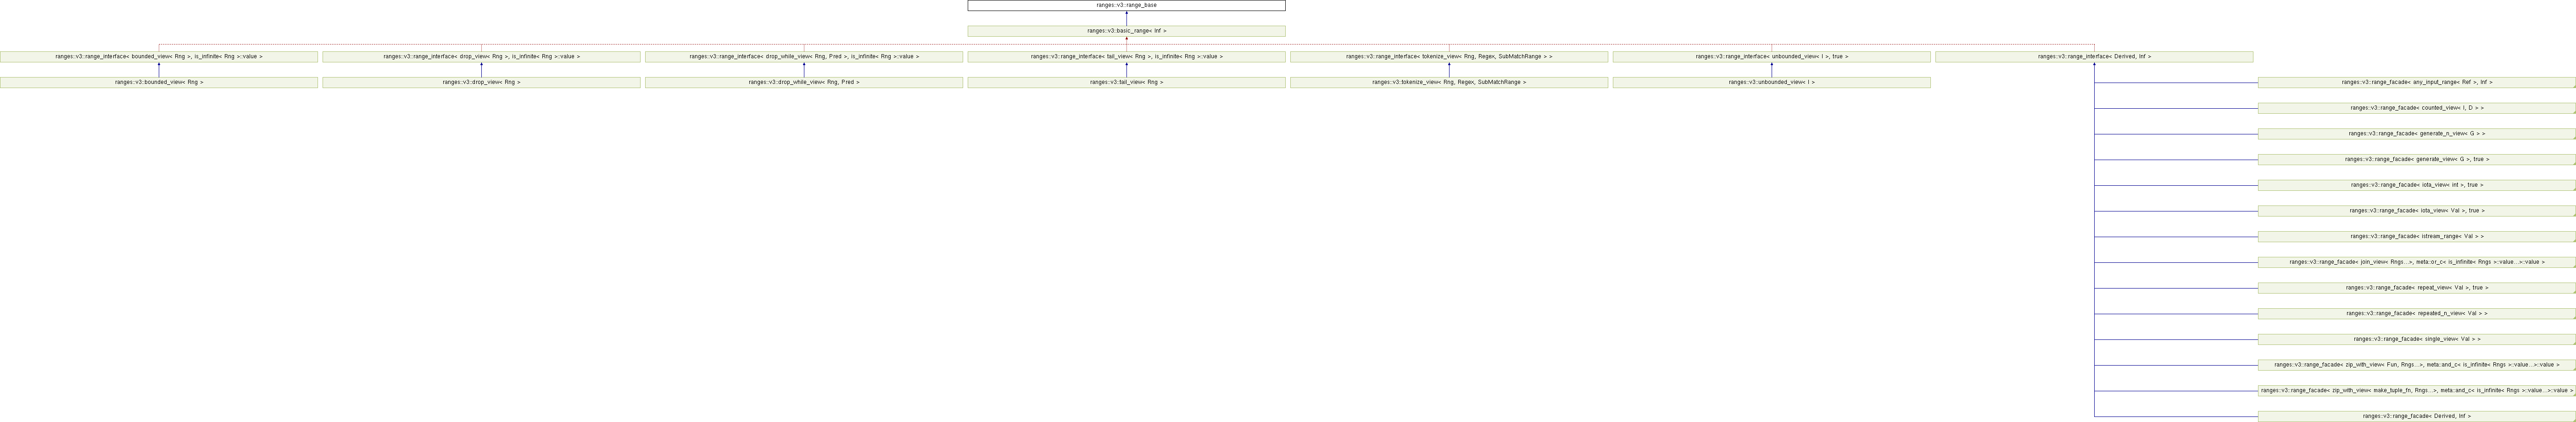 ranges::v3::range_base
ranges::v3::basic_range< Inf >
ranges::v3::range_interface< bounded_view< Rng >, is_infinite< Rng >::value >
ranges::v3::range_interface< drop_view< Rng >, is_infinite< Rng >::value >
ranges::v3::range_interface< drop_while_view< Rng, Pred >, is_infinite< Rng >::value >
ranges::v3::range_interface< tail_view< Rng >, is_infinite< Rng >::value >
ranges::v3::range_interface< tokenize_view< Rng, Regex, SubMatchRange > >
ranges::v3::range_interface< unbounded_view< I >, true >
ranges::v3::range_interface< Derived, Inf >
ranges::v3::bounded_view< Rng >
ranges::v3::drop_view< Rng >
ranges::v3::drop_while_view< Rng, Pred >
ranges::v3::tail_view< Rng >
ranges::v3::tokenize_view< Rng, Regex, SubMatchRange >
ranges::v3::unbounded_view< I >
ranges::v3::range_facade< any_input_range< Ref >, Inf >
ranges::v3::range_facade< counted_view< I, D > >
ranges::v3::range_facade< generate_n_view< G > >
ranges::v3::range_facade< generate_view< G >, true >
ranges::v3::range_facade< iota_view< int >, true >
ranges::v3::range_facade< iota_view< Val >, true >
ranges::v3::range_facade< istream_range< Val > >
ranges::v3::range_facade< join_view< Rngs...>, meta::or_c< is_infinite< Rngs >::value...>::value >
ranges::v3::range_facade< repeat_view< Val >, true >
ranges::v3::range_facade< repeated_n_view< Val > >
ranges::v3::range_facade< single_view< Val > >
ranges::v3::range_facade< zip_with_view< Fun, Rngs...>, meta::and_c< is_infinite< Rngs >::value...>::value >
ranges::v3::range_facade< zip_with_view< make_tuple_fn, Rngs...>, meta::and_c< is_infinite< Rngs >::value...>::value >
ranges::v3::range_facade< Derived, Inf >